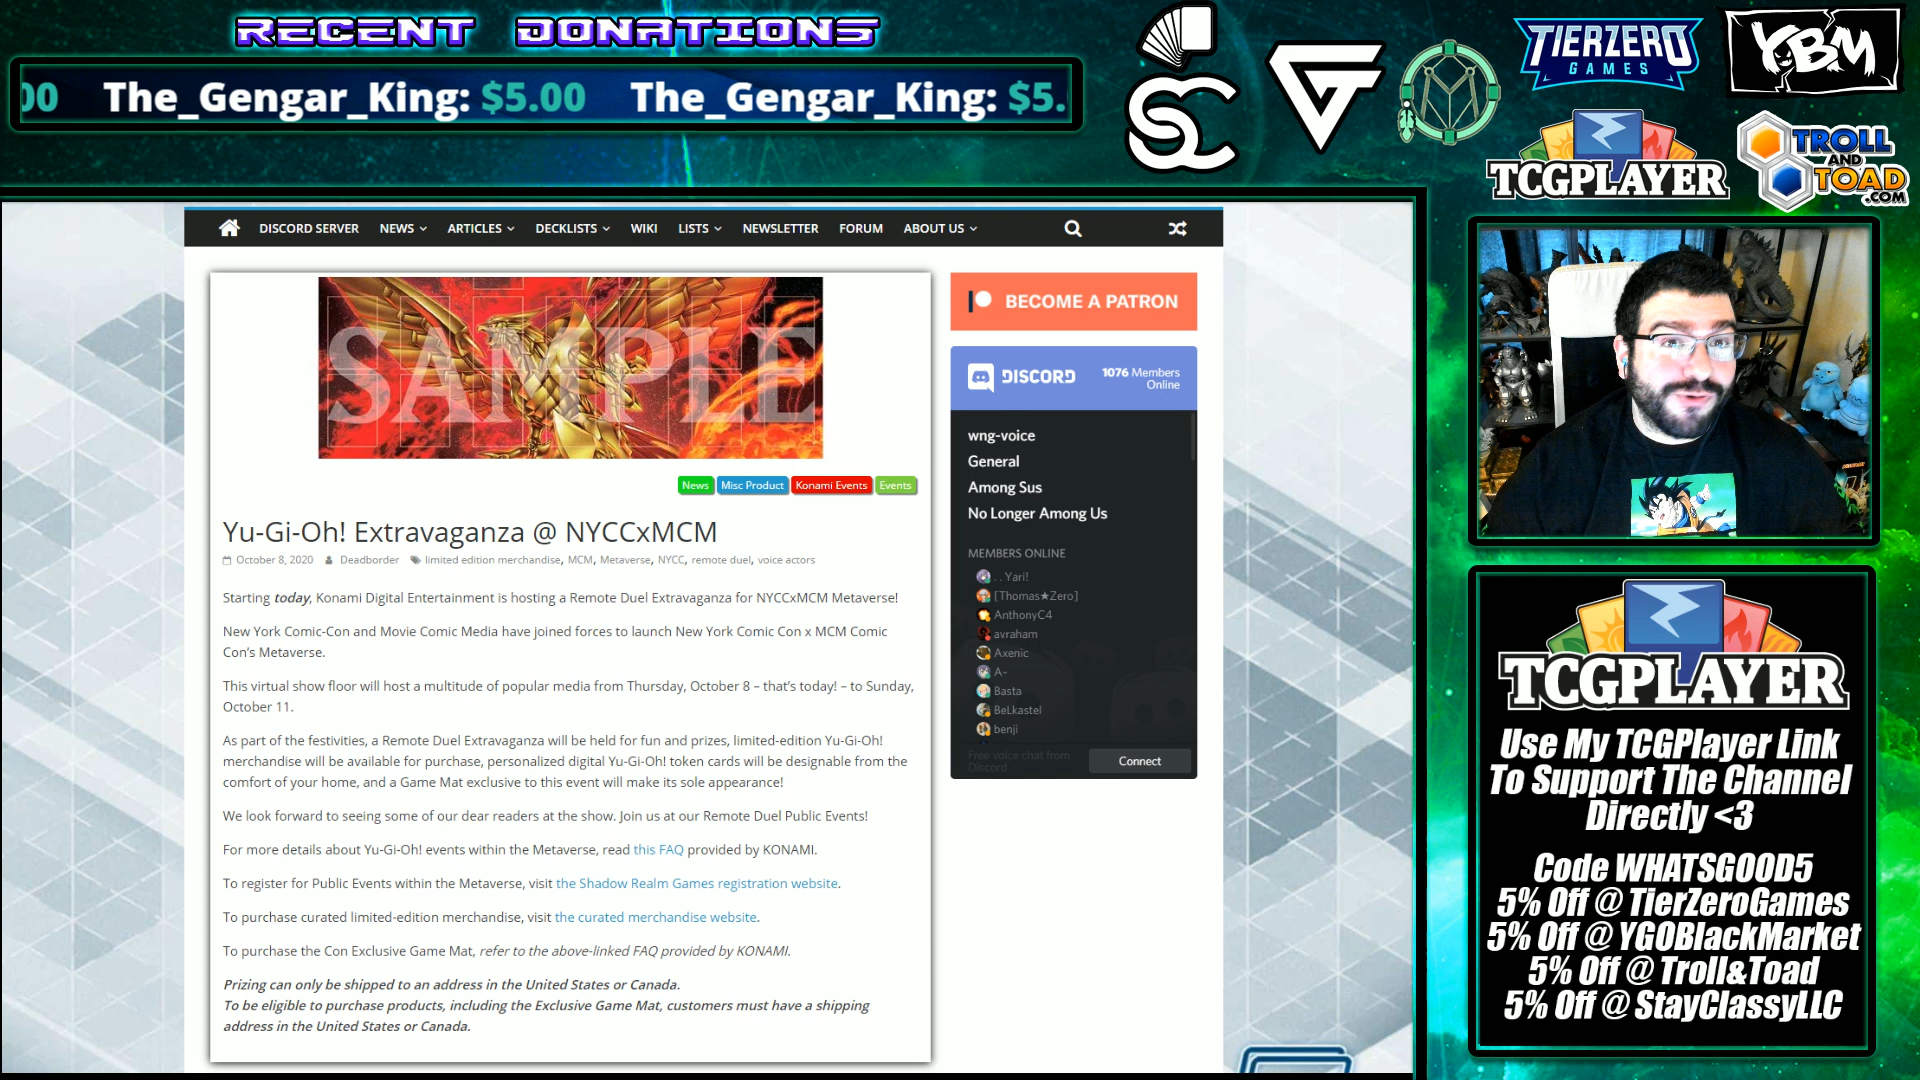 RECENT DONATIONS
00 The_Gengar_King: $5.00 The_Gengar_King: $5.
SC
TIERZERO
GAMES
YBM
TCGPLAYER
TROLL
AND
TOAD
.COM
DISCORD SERVER NEWS ARTICLES DECKLISTS WIKI LISTS NEWSLETTER FORUM ABOUT US
SAMPLE
News Misc Product Konami Events Events
Yu-Gi-Oh! Extravaganza @ NYCCxMCM
October 8, 2020 Deadborder limited edition merchandise, MCM, Metaverse, NYCC, remote duel, voice actors
Starting today, Konami Digital Entertainment is hosting a Remote Duel Extravaganza for NYCCxMCM Metaverse!
New York Comic-Con and Movie Comic Media have joined forces to launch New York Comic Con x MCM Comic
Con's Metaverse.
This virtual show floor will host a multitude of popular media from Thursday, October 8 – that's today! – to Sunday,
October 11.
As part of the festivities, a Remote Duel Extravaganza will be held for fun and prizes, limited-edition Yu-Gi-Oh!
merchandise will be available for purchase, personalized digital Yu-Gi-Oh! token cards will be designable from the
comfort of your home, and a Game Mat exclusive to this event will make its sole appearance!
We look forward to seeing some of our dear readers at the show. Join us at our Remote Duel Public Events!
For more details about Yu-Gi-Oh! events within the Metaverse, read this FAQ provided by KONAMI.
To register for Public Events within the Metaverse, visit the Shadow Realm Games registration website.
To purchase curated limited-edition merchandise, visit the curated merchandise website.
To purchase the Con Exclusive Game Mat, refer to the above-linked FAQ provided by KONAMI.
Prizing can only be shipped to an address in the United States or Canada.
To be eligible to purchase products, including the Exclusive Game Mat, customers must have a shipping
address in the United States or Canada.
BECOME A PATRON
DISCORD
1076 Members
Online
wng-voice
General
Among Sus
No Longer Among Us
MEMBERS ONLINE
. . Yari!
[Thomas★Zero]
AnthonyC4
avraham
Axenic
A-
Basta
BeLkastel
benji
Free voice chat from
Discord
Connect
TCGPLAYER
Use My TCGPlayer Link
To Support The Channel
Directly <3
Code WHATSGOOD5
5% Off @ TierZeroGames
5% Off @ YGOBlackMarket
5% Off @ Troll&Toad
5% Off @ StayClassyLLC